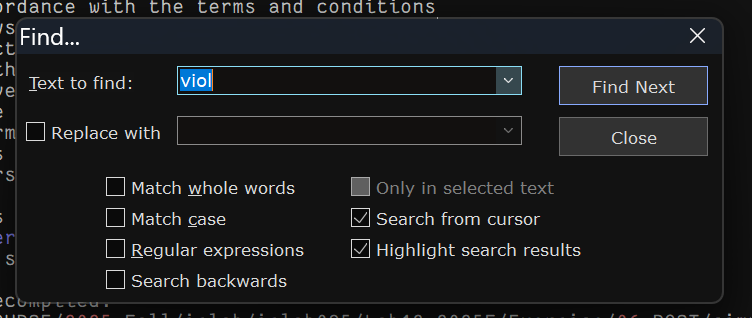 ordance with the terms and conditions
Find...
Text to find:
viol
Find Next
Replace with
Close
Match whole words
Only in selected text
Match case
Search from cursor
Regular expressions
Highlight search results
Search backwards